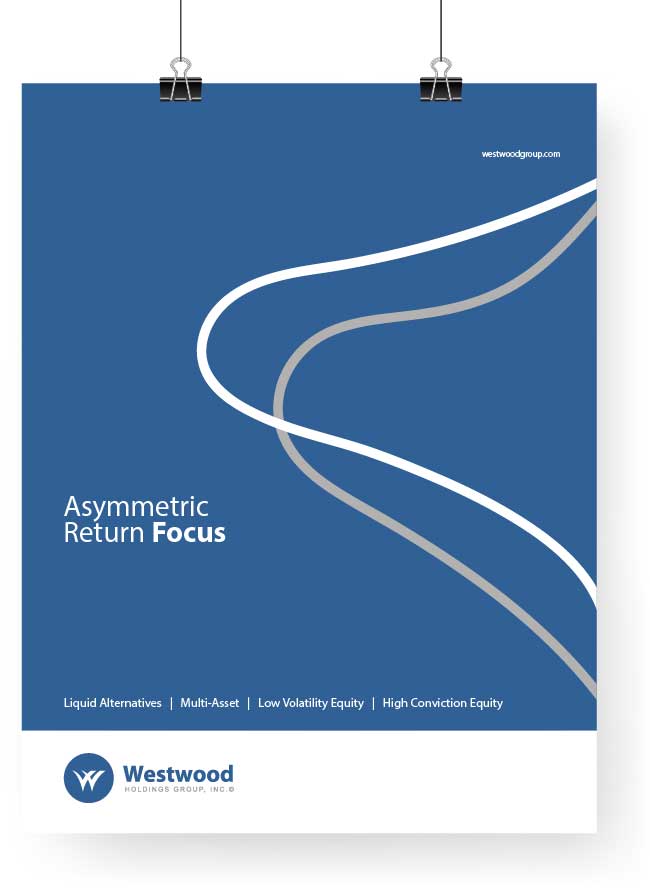 westwoodgroup.com
Asymmetric
Return Focus
Liquid Alternatives | Multi-Asset | Low Volatility Equity | High Conviction Equity
Westwood
HOLDINGS GROUP, INC.®